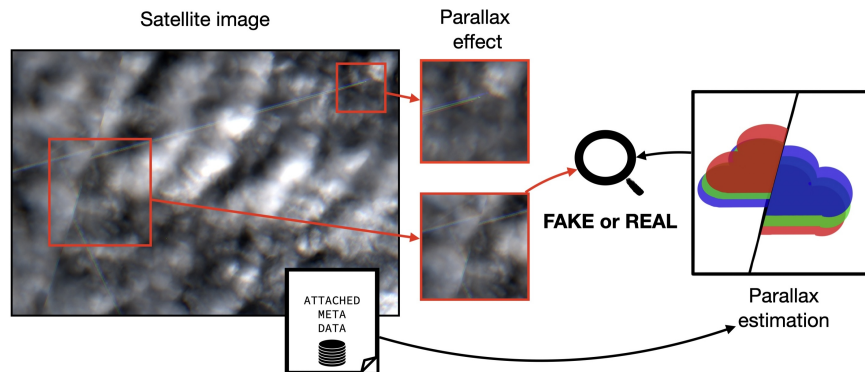 Satellite image
Parallax
effect
FAKE or REAL
ATTACHED
META
DATA
Parallax
estimation